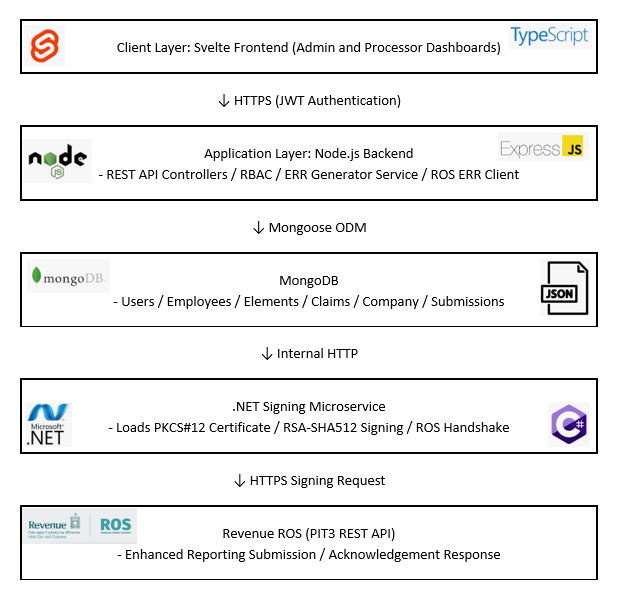 Client Layer: Svelte Frontend (Admin and Processor Dashboards)
TypeScript
↓ HTTPS (JWT Authentication)
node
JS
Application Layer: Node.js Backend
Express JS
- REST API Controllers / RBAC / ERR Generator Service / ROS ERR Client
↓ Mongoose ODM
mongoDB.
MongoDB
JSON
- Users / Employees / Elements / Claims / Company / Submissions
↓ Internal HTTP
Microsoft®
.NET
.NET Signing Microservice
C#
- Loads PKCS#12 Certificate / RSA-SHA512 Signing / ROS Handshake
↓ HTTPS Signing Request
Revenue
ROS
Revenue ROS (PIT3 REST API)
- Enhanced Reporting Submission / Acknowledgement Response